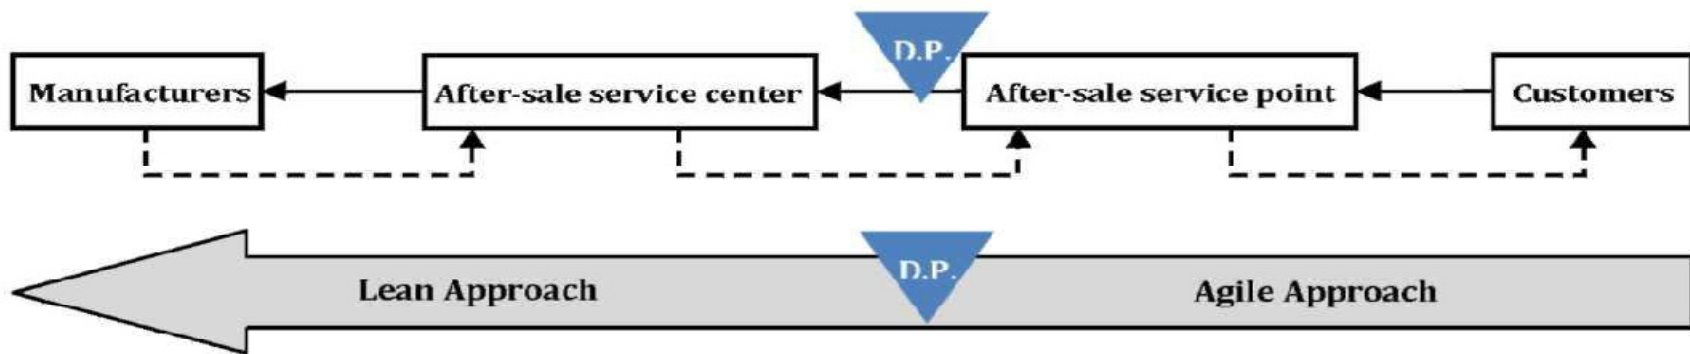 D.P.
Manufacturers After-sale service center After-sale service point Customers
D.P.
Lean Approach Agile Approach